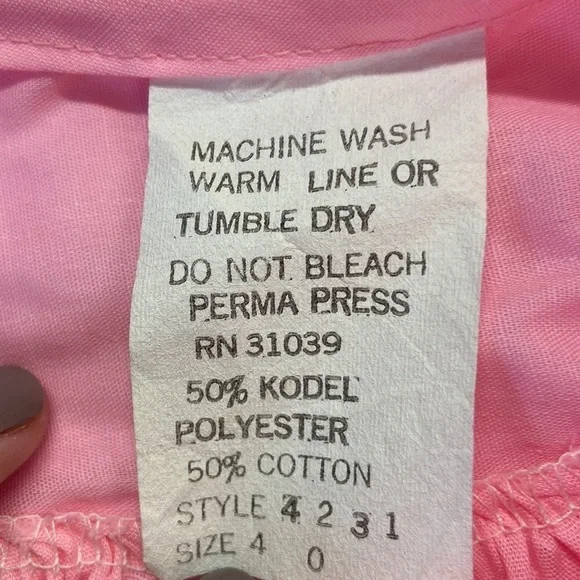 MACHINE WASH
WARM LINE OR
TUMBLE DRY
DO NOT BLEACH
PERMA PRESS
RN 31039
50% KODEL
POLYESTER
50% COTTON
STYLE 4 2 3 1
SIZE 4 0